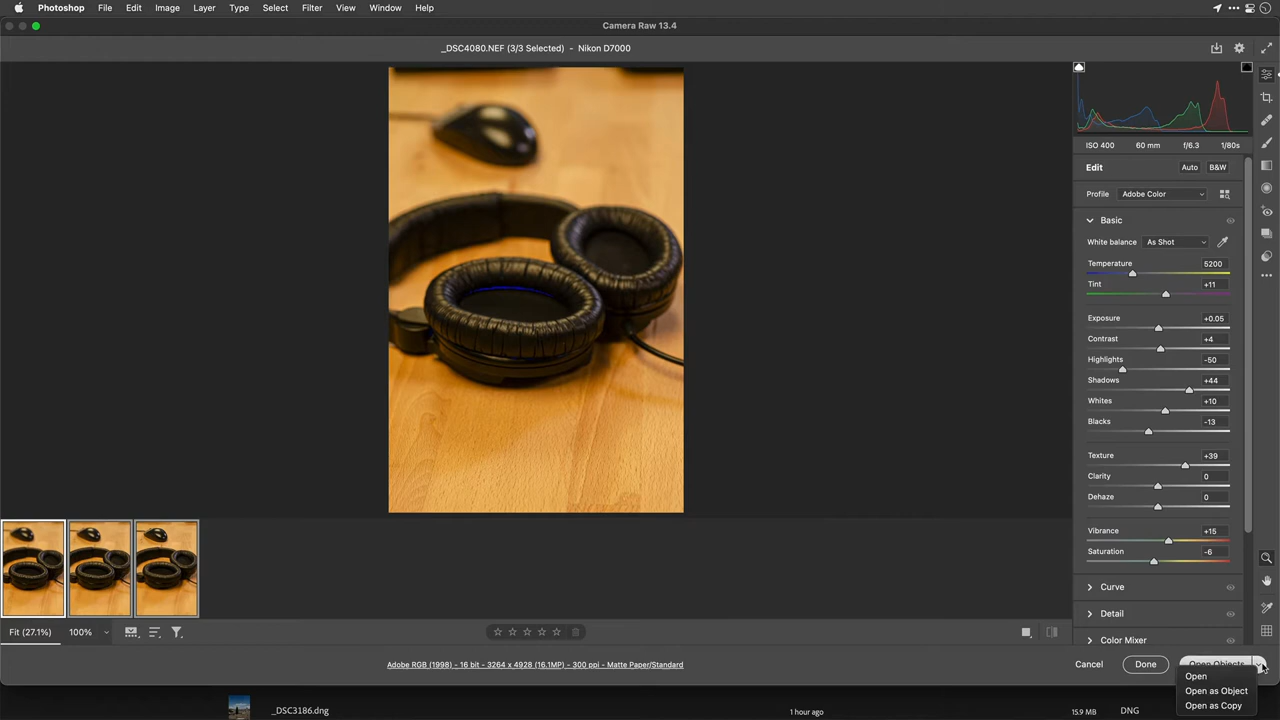 Photoshop File Edit Image Layer Type Select Filter View Window Help
Camera Raw 13.4
_DSC4080.NEF (3/3 Selected) - Nikon D7000
ISO 400 60 mm f/6.3 1/80s
Edit Auto B&W
Profile Adobe Color
Basic
White balance As Shot
Temperature 5200
Tint +11
Exposure +0.05
Contrast +4
Highlights -50
Shadows +44
Whites +10
Blacks -13
Texture +39
Clarity 0
Dehaze 0
Vibrance +15
Saturation -6
Curve
Detail
Color Mixer
Fit (27.1%) 100%
Adobe RGB (1998) - 16 bit - 3264 x 4928 (16.1MP) - 300 ppi - Matte Paper/Standard
Cancel Done Open Objects
Open
Open as Object
Open as Copy
_DSC3186.dng 1 hour ago 15.9 MB DNG